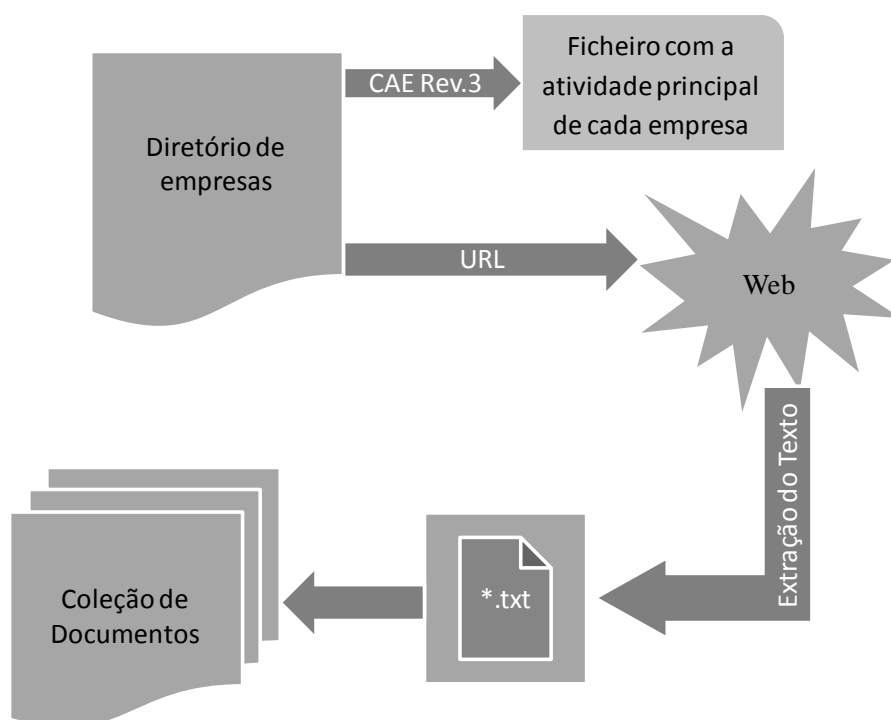 CAE Rev.3
Ficheiro com a
atividade principal
de cada empresa
Diretório de
empresas
URL
Web
Extração do Texto
*.txt
Coleção de
Documentos